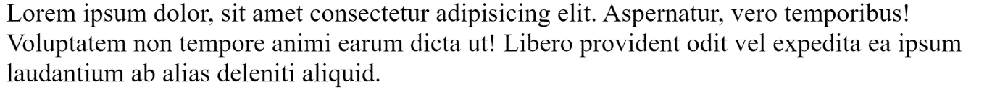 Lorem ipsum dolor, sit amet consectetur adipisicing elit. Aspernatur, vero temporibus!
Voluptatem non tempore animi earum dicta ut! Libero provident odit vel expedita ea ipsum
laudantium ab alias deleniti aliquid.